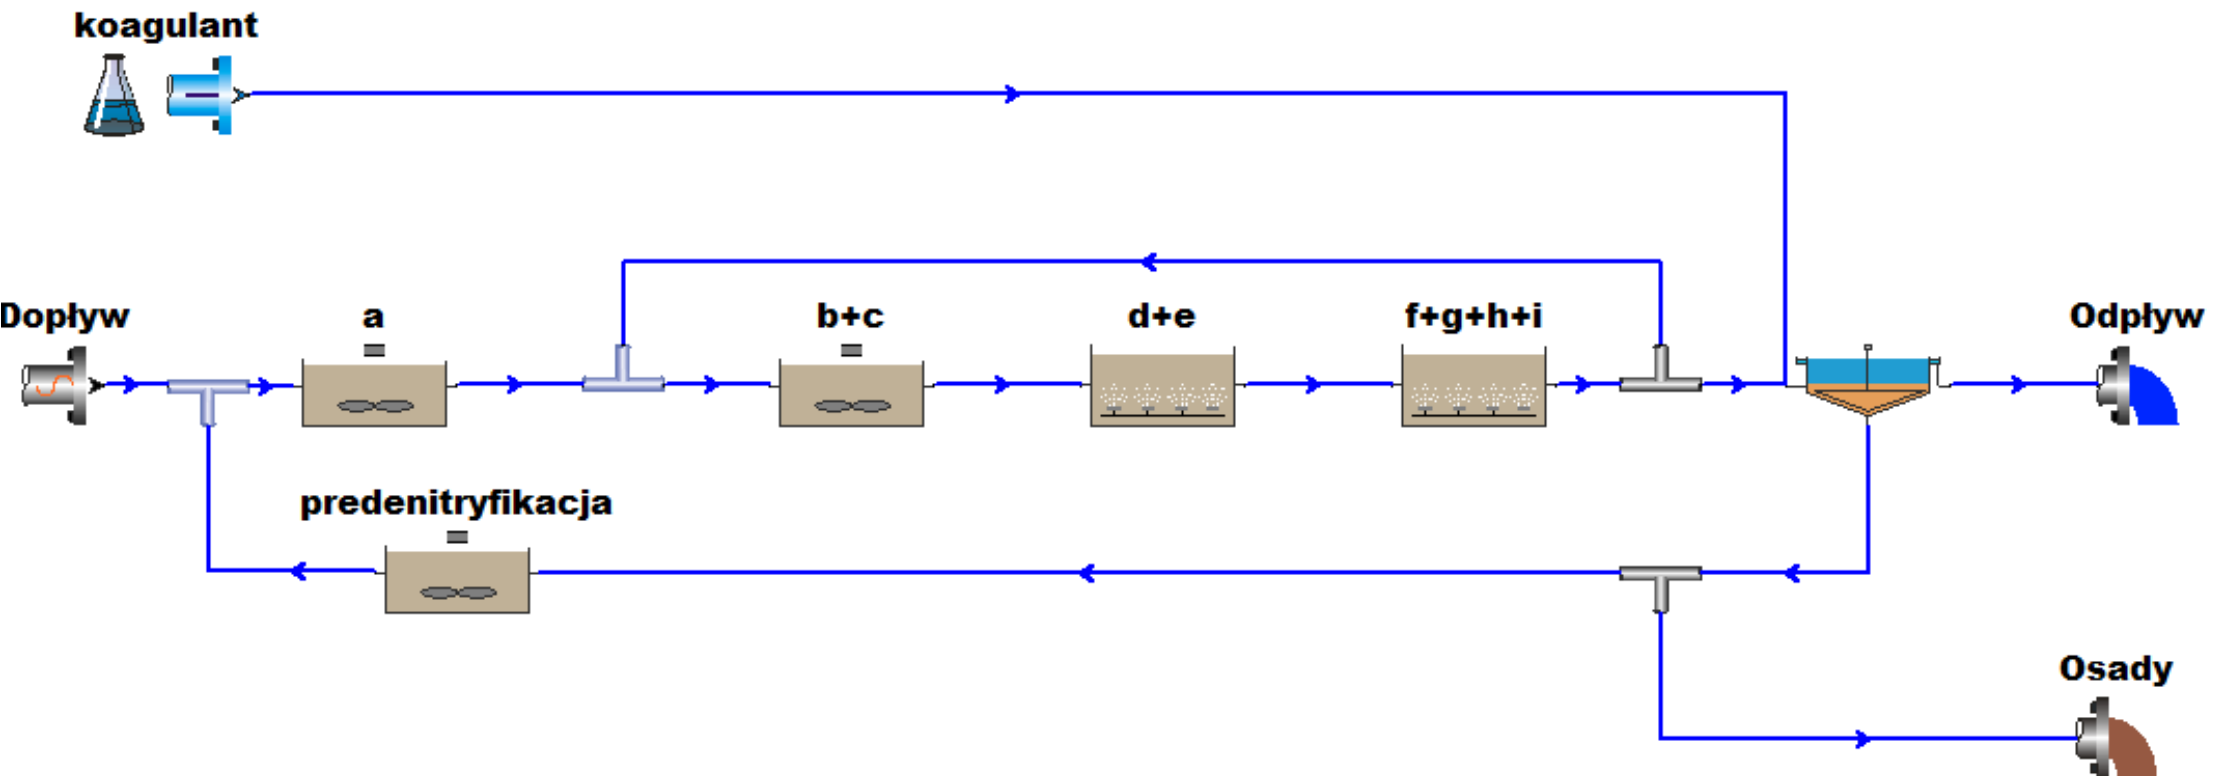 koagulant
Dopływ
a
b+c
d+e
f+g+h+i
Odpływ
predenitryfikacja
Osady